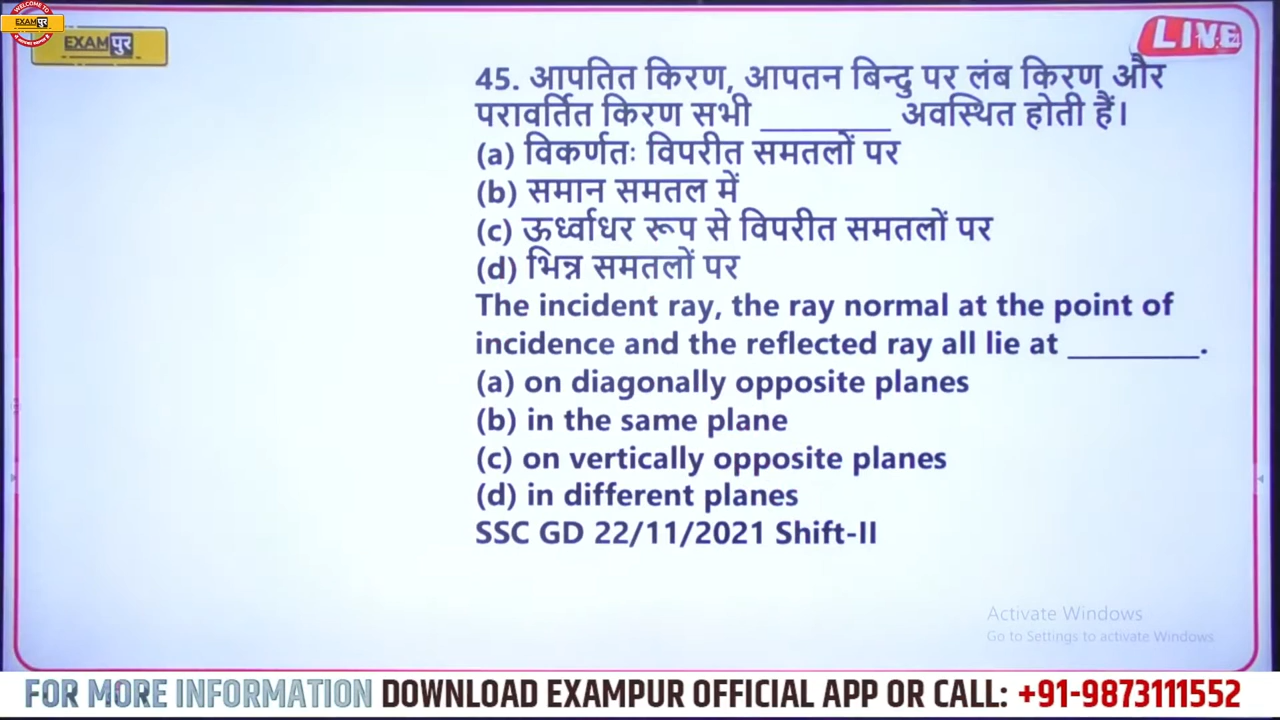 WELCOME TO
EXAMपुर
EXAMपुर
LIVE
45. आपतित किरण, आपतन बिन्दु पर लंब किरण और
परावर्तित किरण सभी ________ अवस्थित होती हैं।
(a) विकर्णतः विपरीत समतलों पर
(b) समान समतल में
(c) ऊर्ध्वाधर रूप से विपरीत समतलों पर
(d) भिन्न समतलों पर
The incident ray, the ray normal at the point of
incidence and the reflected ray all lie at ________.
(a) on diagonally opposite planes
(b) in the same plane
(c) on vertically opposite planes
(d) in different planes
SSC GD 22/11/2021 Shift-II
Activate Windows
Go to Settings to activate Windows
FOR MORE INFORMATION DOWNLOAD EXAMPUR OFFICIAL APP OR CALL: +91-9873111552